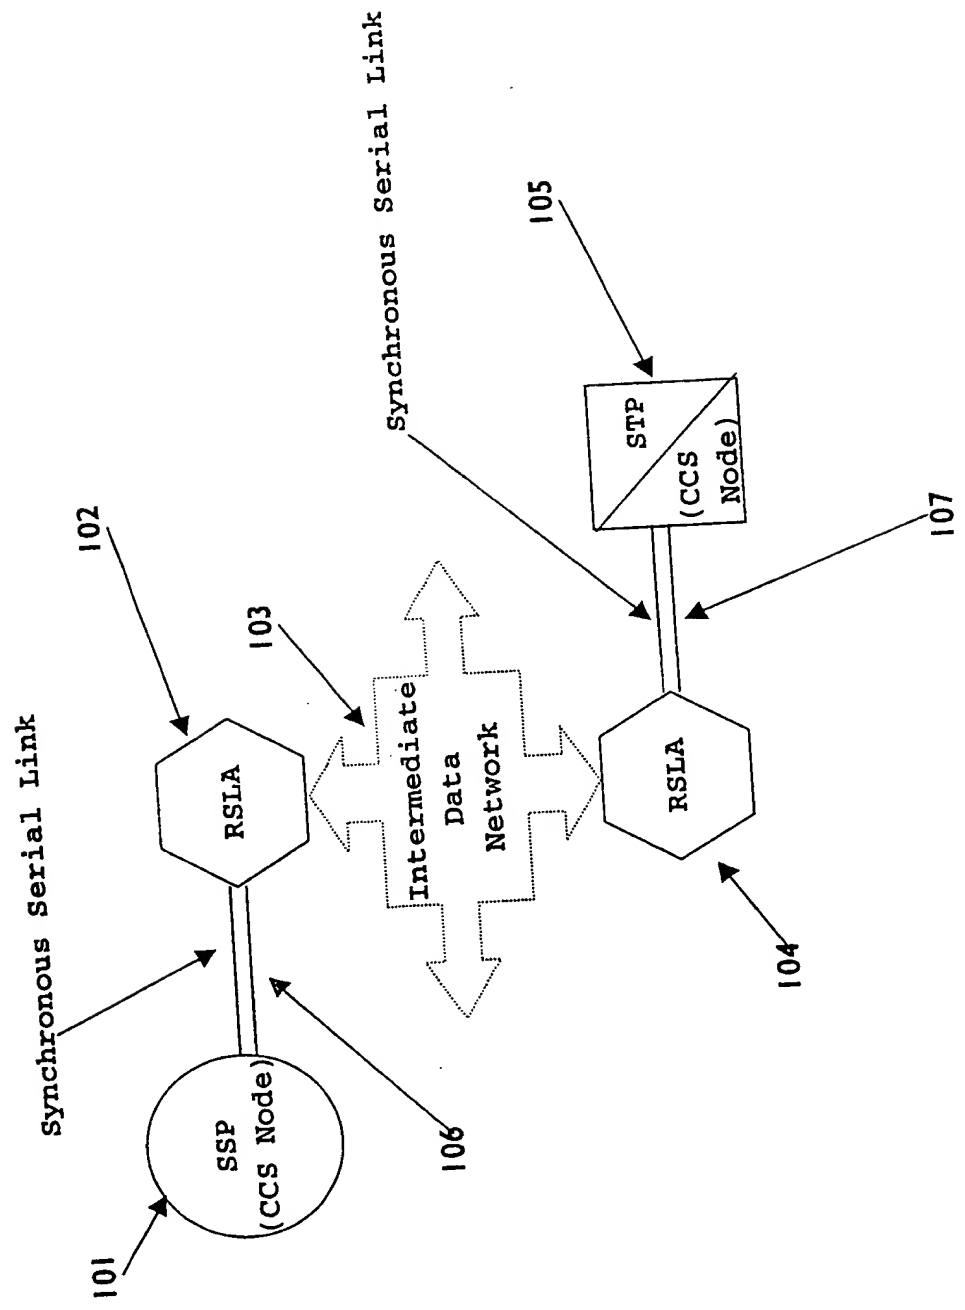 Synchronous Serial Link
101
SSP
(CCS Node)
106
102
RSLA
103
Intermediate
Data
Network
Synchronous Serial Link
104
RSLA
107
105
STP
(CCS
Node)